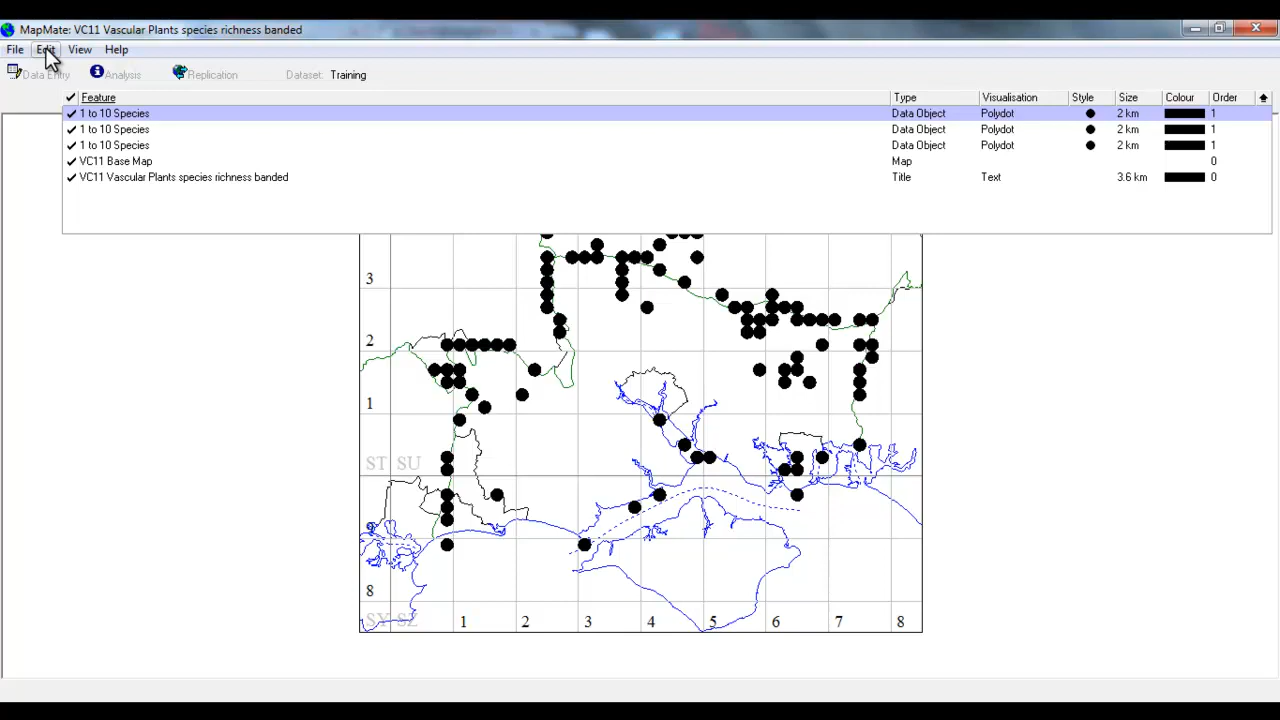 MapMate: VC11 Vascular Plants species richness banded
File Edit View Help
Data Entry Analysis Replication Dataset: Training
Feature Type Visualisation Style Size Colour Order
1 to 10 Species Data Object Polydot 2 km 1
1 to 10 Species Data Object Polydot 2 km 1
1 to 10 Species Data Object Polydot 2 km 1
VC11 Base Map Map 0
VC11 Vascular Plants species richness banded Title Text 3.6 km 0
3
2
1
ST SU
9
8
SY SZ 1 2 3 4 5 6 7 8